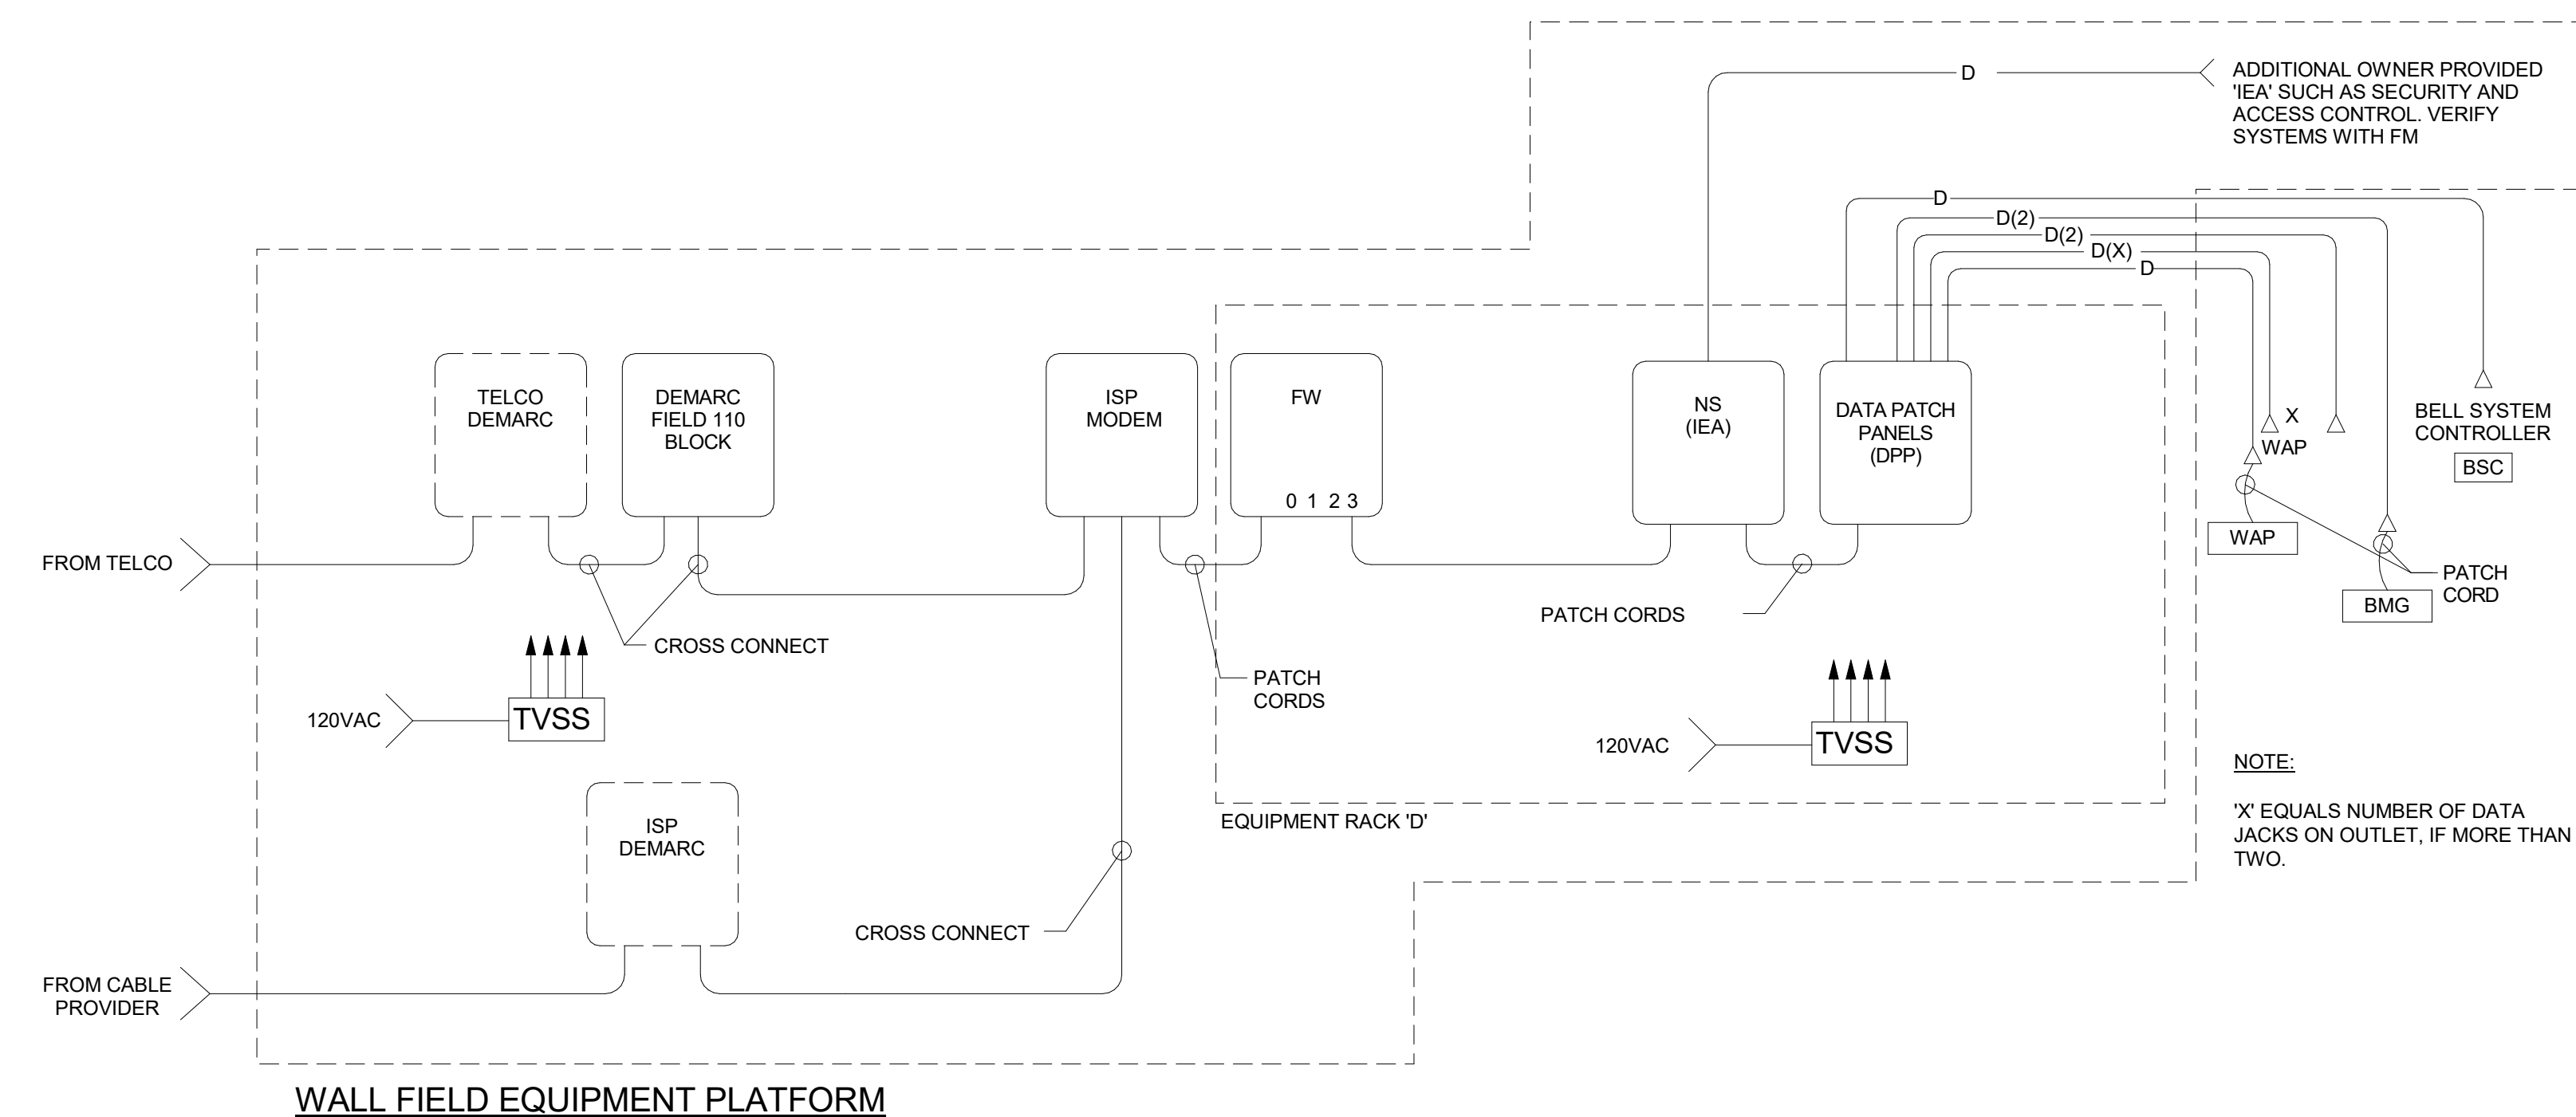 D
ADDITIONAL OWNER PROVIDED
'IEA' SUCH AS SECURITY AND
ACCESS CONTROL. VERIFY
SYSTEMS WITH FM
D
D(2)
D(2)
D(X)
D
TELCO
DEMARC
DEMARC
FIELD 110
BLOCK
ISP
MODEM
FW
0 1 2 3
NS
(IEA)
DATA PATCH
PANELS
(DPP)
X
WAP
BELL SYSTEM
CONTROLLER
BSC
WAP
BMG
PATCH
CORD
FROM TELCO
CROSS CONNECT
PATCH CORDS
PATCH
CORDS
120VAC
TVSS
120VAC
TVSS
NOTE:
'X' EQUALS NUMBER OF DATA
JACKS ON OUTLET, IF MORE THAN
TWO.
EQUIPMENT RACK 'D'
ISP
DEMARC
CROSS CONNECT
FROM CABLE
PROVIDER
WALL FIELD EQUIPMENT PLATFORM